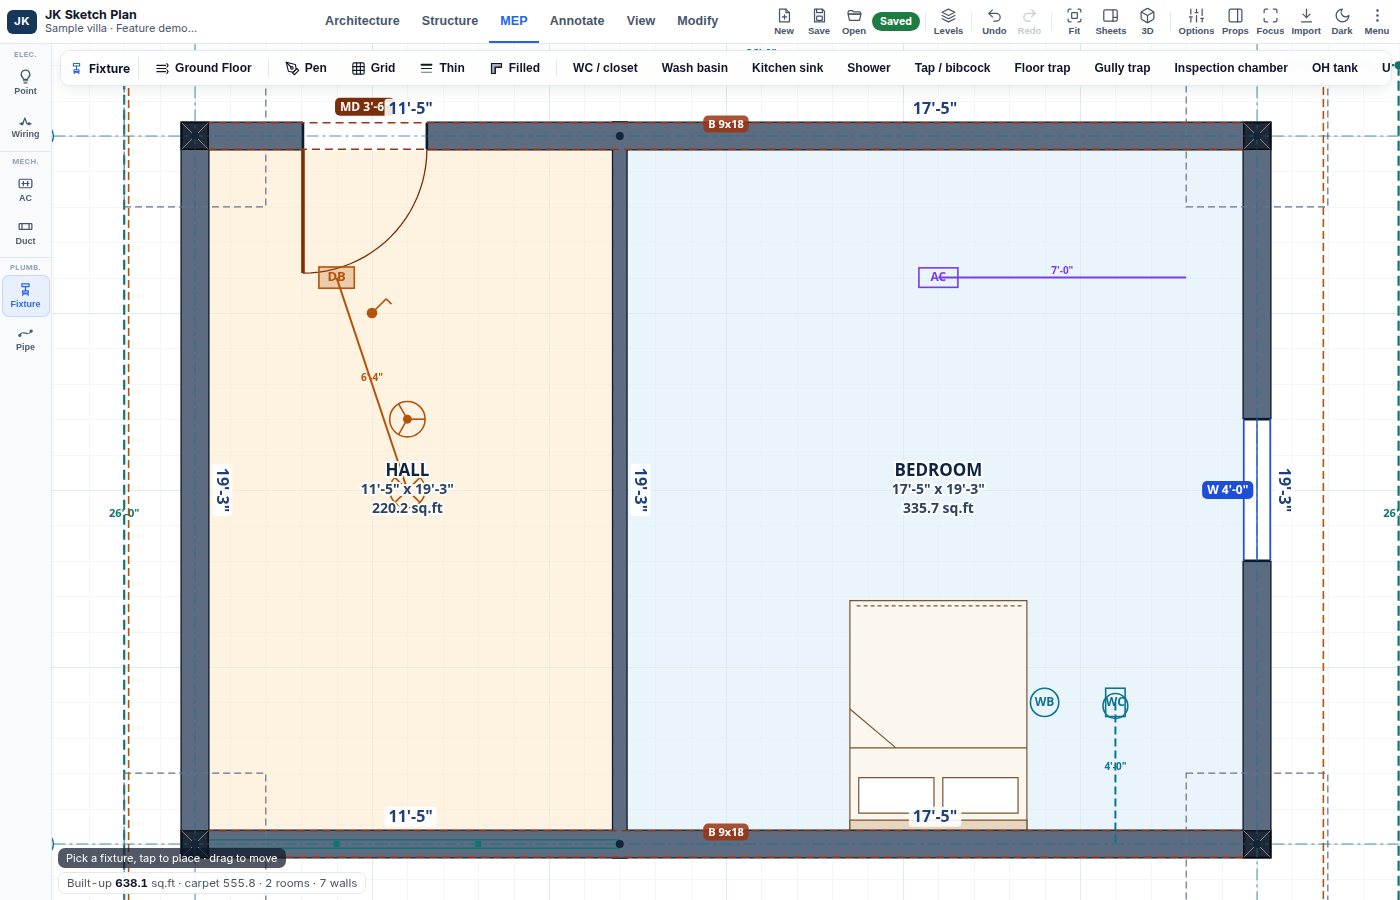 JK
JK Sketch Plan
Sample villa · Feature demo...
Architecture
Structure
MEP
Annotate
View
Modify
New
Save
Open
Saved
Levels
Undo
Redo
Fit
Sheets
3D
Options
Props
Focus
Import
Dark
Menu
ELEC.
Point
Wiring
MECH.
AC
Duct
PLUMB.
Fixture
Pipe
Fixture
Ground Floor
Pen
Grid
Thin
Filled
WC / closet
Wash basin
Kitchen sink
Shower
Tap / bibcock
Floor trap
Gully trap
Inspection chamber
OH tank
MD 3'-6
11'-5"
17'-5"
B 9x18
DB
AC
7'-0"
6'-4"
HALL
11'-5" x 19'-3"
220.2 sq.ft
BEDROOM
17'-5" x 19'-3"
335.7 sq.ft
19'-3"
19'-3"
19'-3"
W 4'-0"
26'-0"
26'
WB
WC
4'-0"
11'-5"
17'-5"
B 9x18
Pick a fixture, tap to place · drag to move
Built-up 638.1 sq.ft · carpet 555.8 · 2 rooms · 7 walls